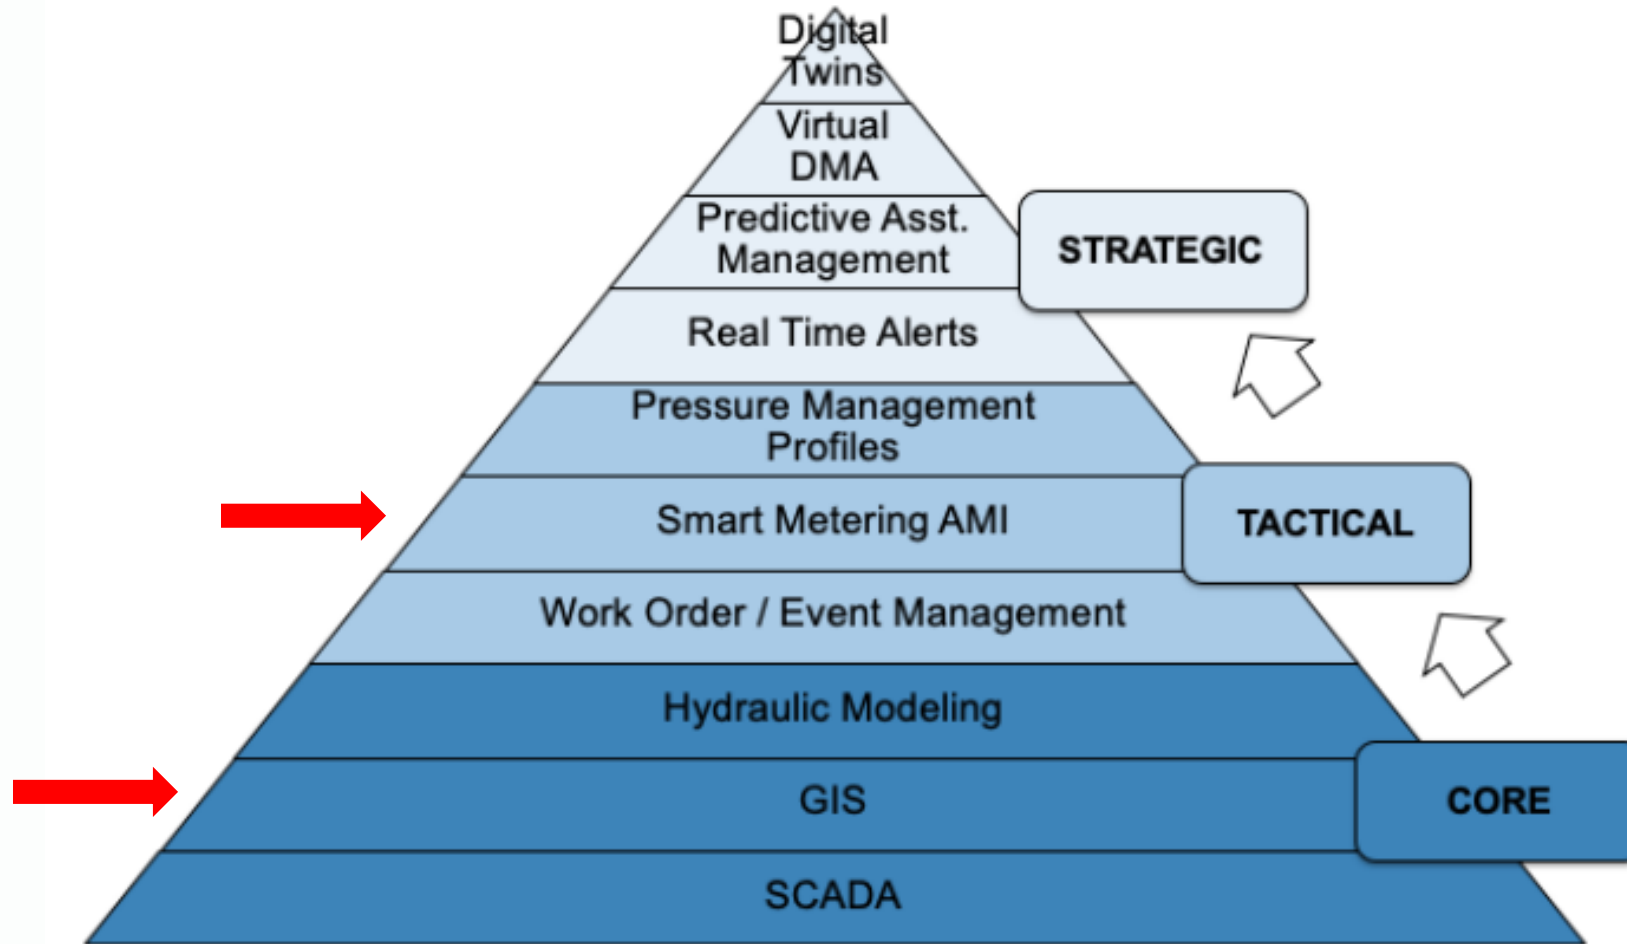 Digital
Twins
Virtual
DMA
Predictive Asst.
Management
STRATEGIC
Real Time Alerts
Pressure Management
Profiles
Smart Metering AMI
TACTICAL
Work Order / Event Management
Hydraulic Modeling
GIS
CORE
SCADA